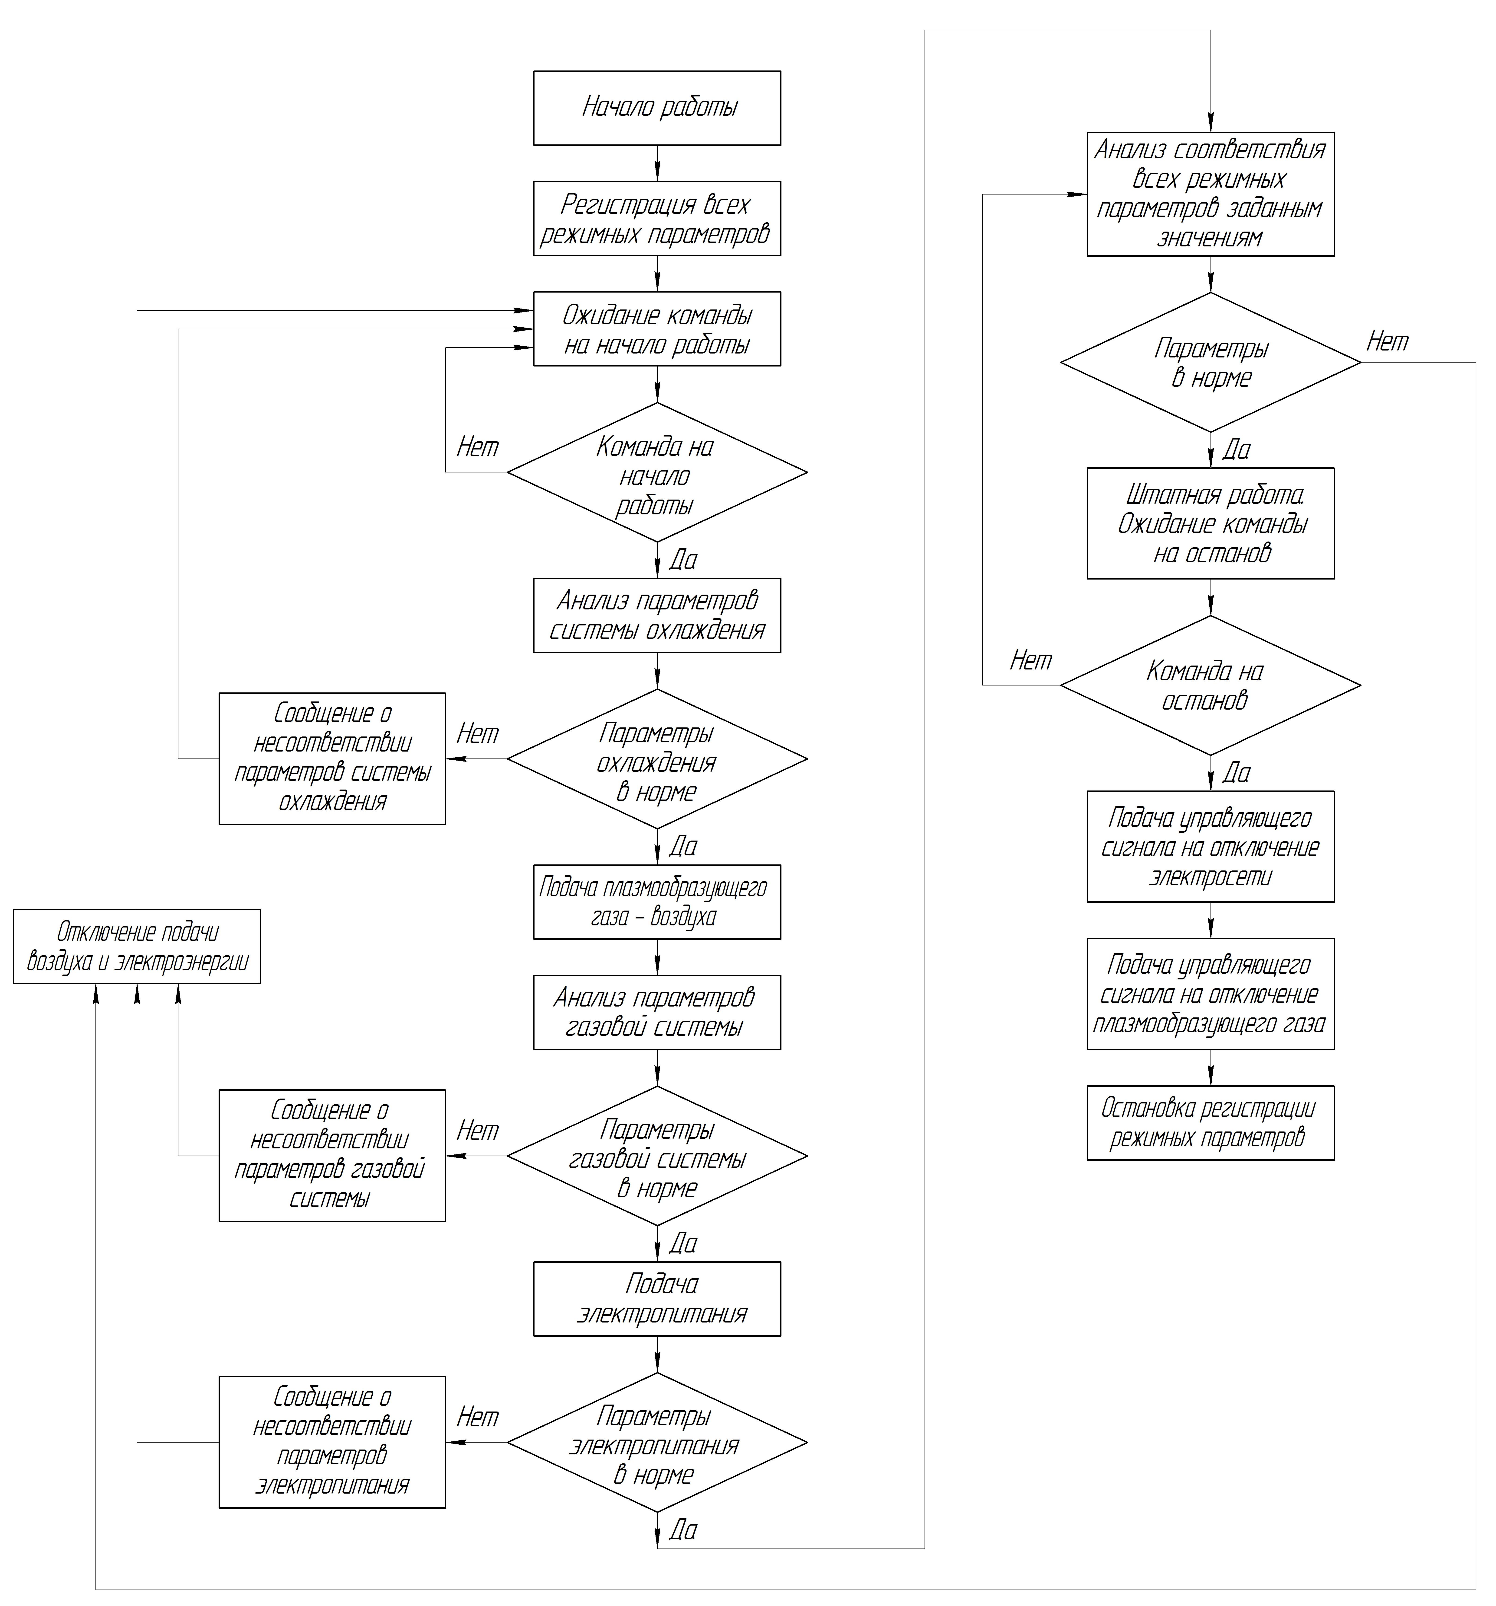 Начало работы
Регистрация всех
режимных параметров
Ожидание команды
на начало работы
Нет
Команда на
начало
работы
Да
Анализ параметров
системы охлаждения
Сообщение о
несоответствии
параметров системы
охлаждения
Нет
Параметры
охлаждения
в норме
Да
Подача плазмообразующего
газа – воздуха
Отключение подачи
воздуха и электроэнергии
Анализ параметров
газовой системы
Сообщение о
несоответствии
параметров газовой
системы
Нет
Параметры
газовой системы
в норме
Да
Подача
электропитания
Сообщение о
несоответствии
параметров
электропитания
Нет
Параметры
электропитания
в норме
Да
Анализ соответствия
всех режимных
параметров заданным
значениям
Параметры
в норме
Нет
Да
Штатная работа.
Ожидание команды
на останов
Нет
Команда на
останов
Да
Подача управляющего
сигнала на отключение
электросети
Подача управляющего
сигнала на отключение
плазмообразующего газа
Остановка регистрации
режимных параметров